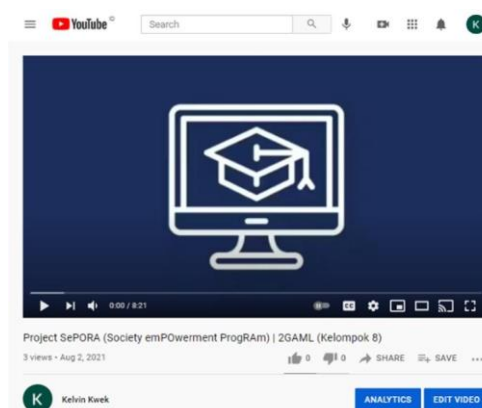 YouTube
Search
K
0:00 / 8:21
CC
Project SePORA (Society emPOwerment ProgRAm) | 2GAML (Kelompok 8)
3 views • Aug 2, 2021
0
0
SHARE
SAVE
K
Kelvin Kwek
ANALYTICS
EDIT VIDEO